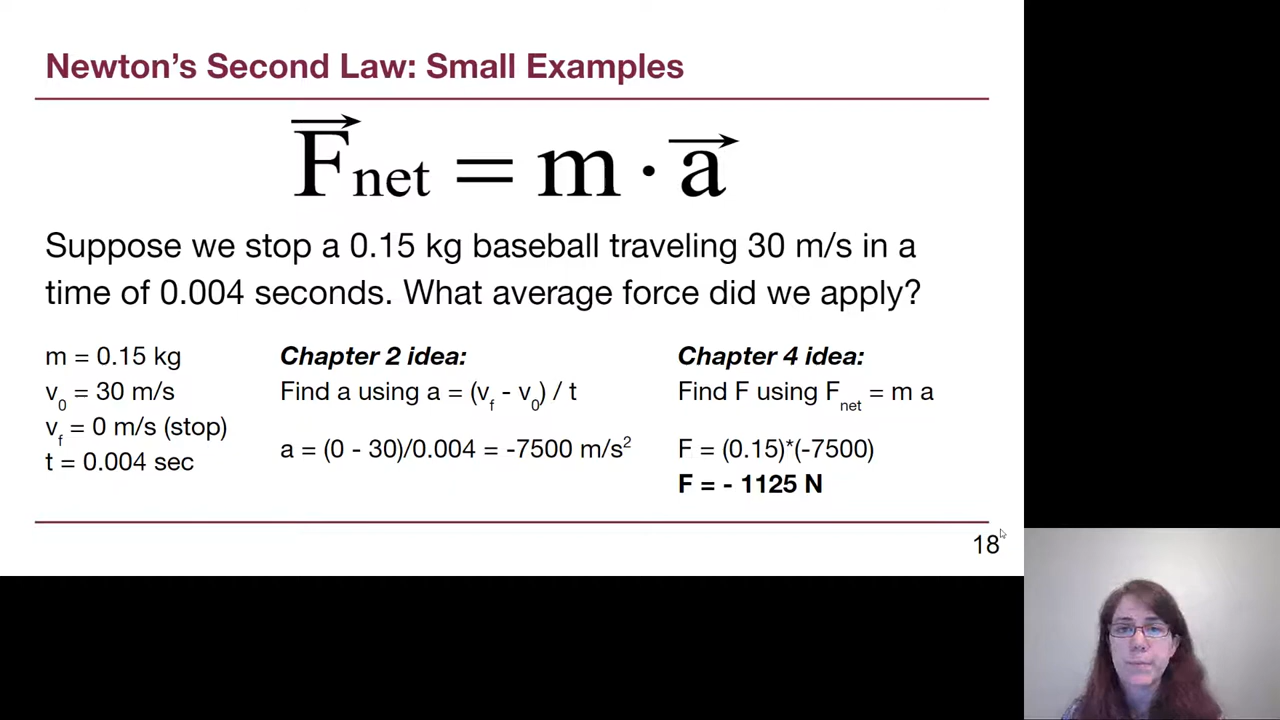 Newton’s Second Law: Small Examples
F net = m · a
Suppose we stop a 0.15 kg baseball traveling 30 m/s in a
time of 0.004 seconds. What average force did we apply?
m = 0.15 kg
v0 = 30 m/s
vf = 0 m/s (stop)
t = 0.004 sec
Chapter 2 idea:
Find a using a = (vf - v0) / t
a = (0 - 30)/0.004 = -7500 m/s²
Chapter 4 idea:
Find F using Fnet = m a
F = (0.15)*(-7500)
F = - 1125 N
18